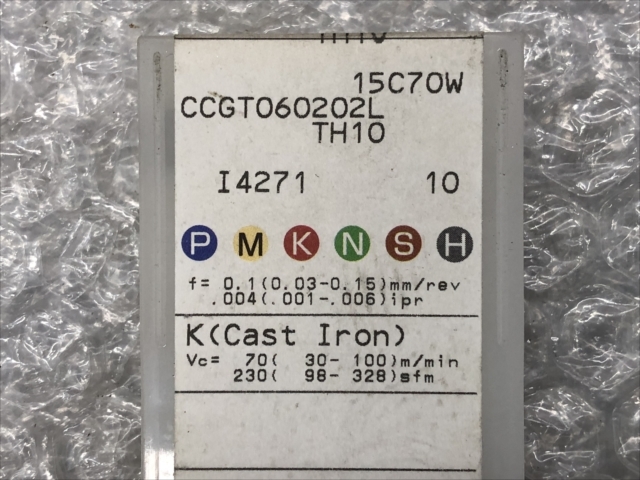 15C70W
CCGT060202L
TH10
I4271 10
P M K N S H
f= 0.1(0.03-0.15)mm/rev
.004(.001-.006)ipr
K(Cast Iron)
Vc= 70( 30- 100)m/min
230( 98- 328)sfm